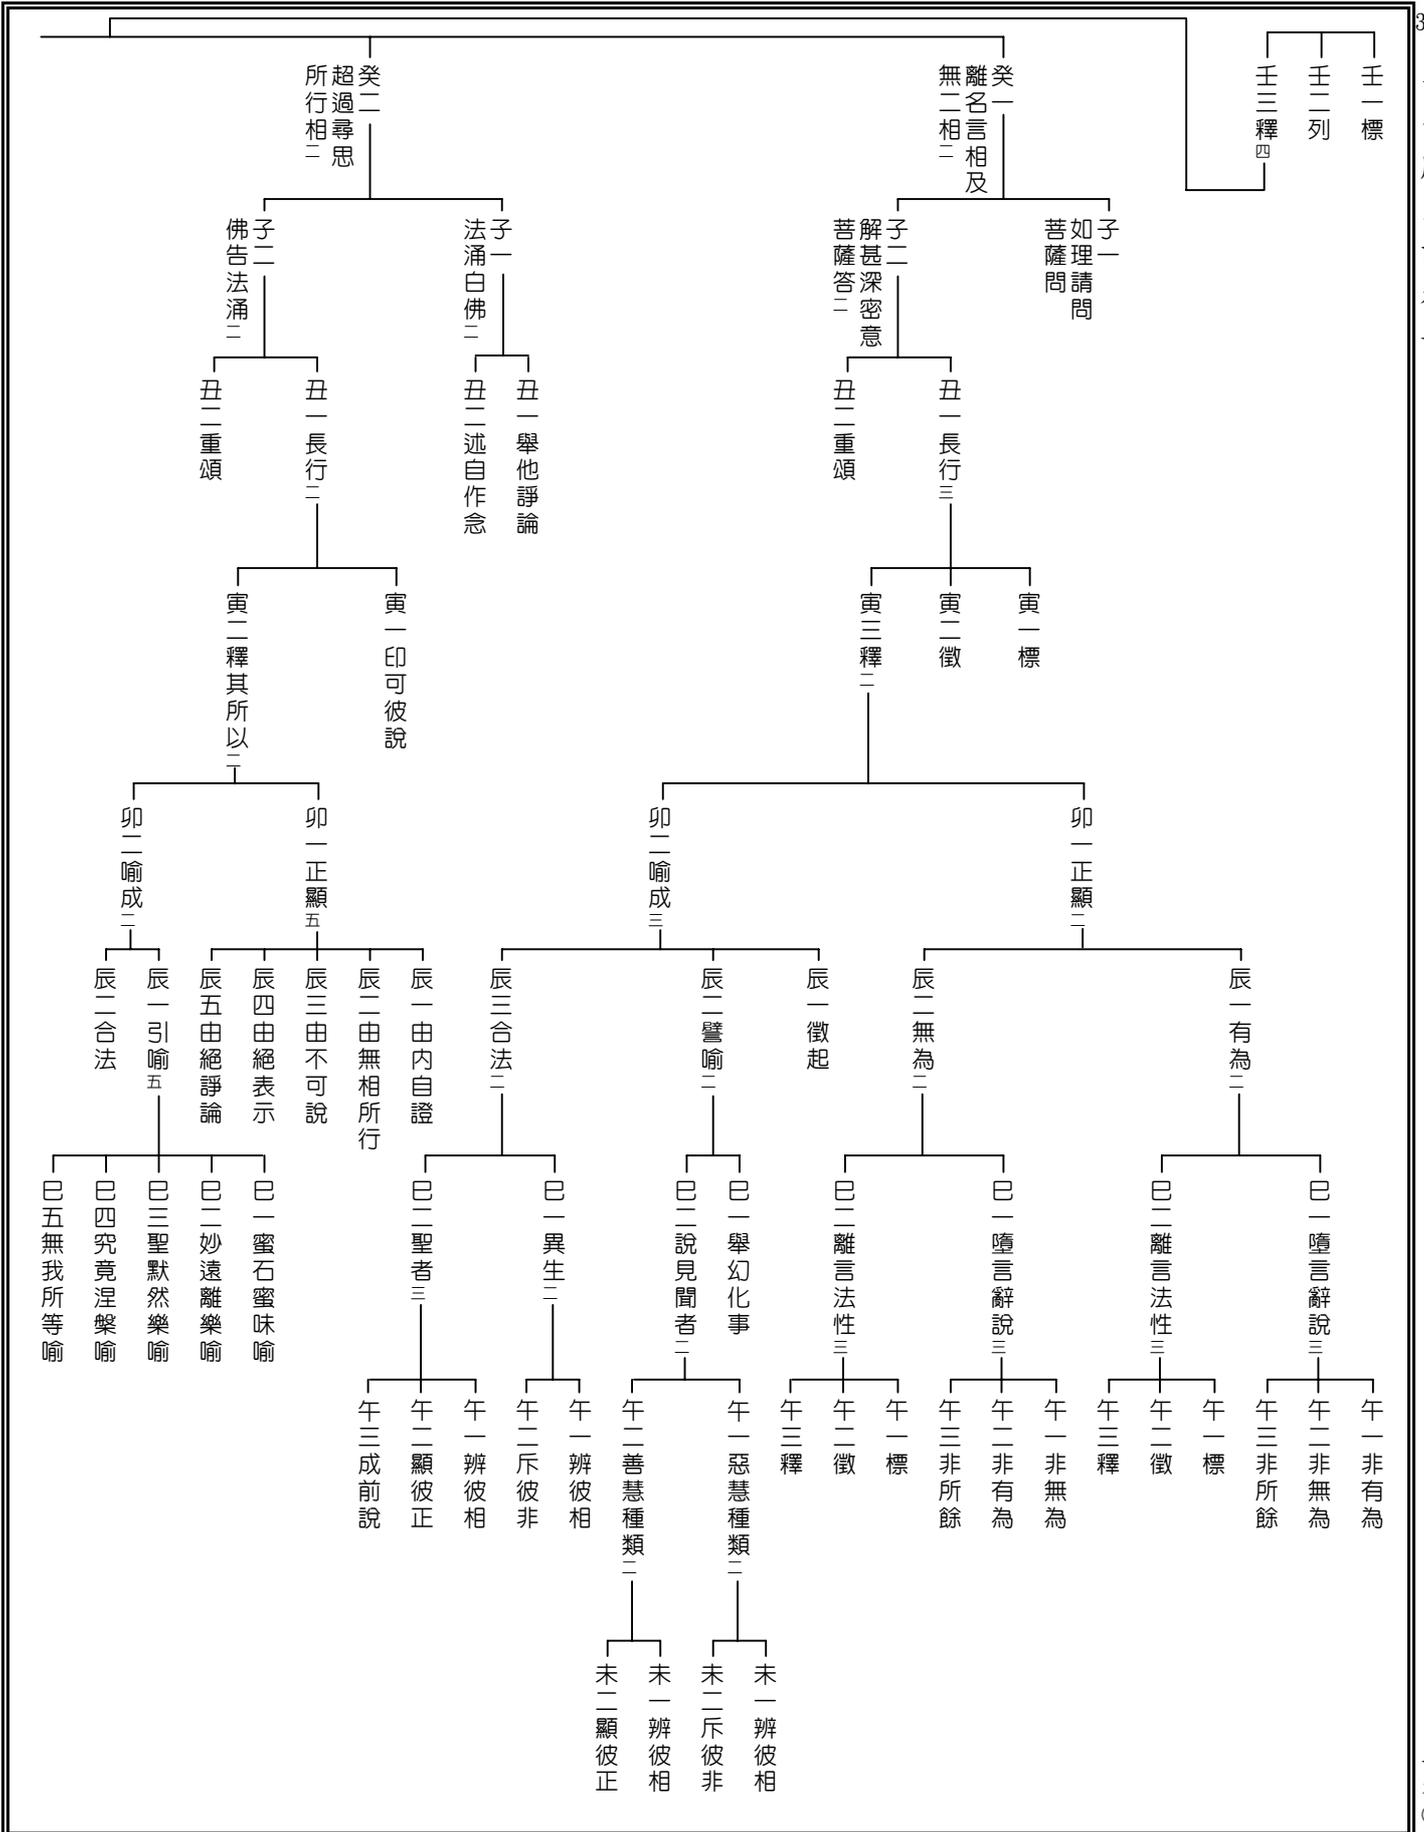 壬一標
壬二列
壬三釋四
癸一
離名言相及
無二相二
癸二
超過尋思
所行相二
子一
如理請問
菩薩問
子二
解甚深密意
菩薩答二
子一
法涌白佛二
子二
佛告法涌二
丑一長行三
丑二重頌
丑一舉他諍論
丑二述自作念
丑一長行二
丑二重頌
寅一標
寅二徵
寅三釋二
寅一印可彼說
寅二釋其所以二
卯一正顯二
卯二喻成三
卯一正顯五
卯二喻成二
辰一有為二
辰二無為二
辰一徵起
辰二譬喻二
辰三合法二
辰一由內自證
辰二由無相所行
辰三由不可說
辰四由絕表示
辰五由絕諍論
辰一引喻五
辰二合法
巳一墮言辭說三
巳二離言法性三
巳一墮言辭說三
巳二離言法性三
巳一舉幻化事
巳二說見聞者二
巳一異生二
巳二聖者三
巳一蜜石蜜味喻
巳二妙遠離樂喻
巳三聖默然樂喻
巳四究竟涅槃喻
巳五無我所等喻
午一非有為
午二非無為
午三非所餘
午一標
午二徵
午三釋
午一非無為
午二非有為
午三非所餘
午一標
午二徵
午三釋
午一惡慧種類二
午二善慧種類二
午一辨彼相
午二斥彼非
午一辨彼相
午二顯彼正
午三成前說
未一辨彼相
未二斥彼非
未一辨彼相
未二顯彼正